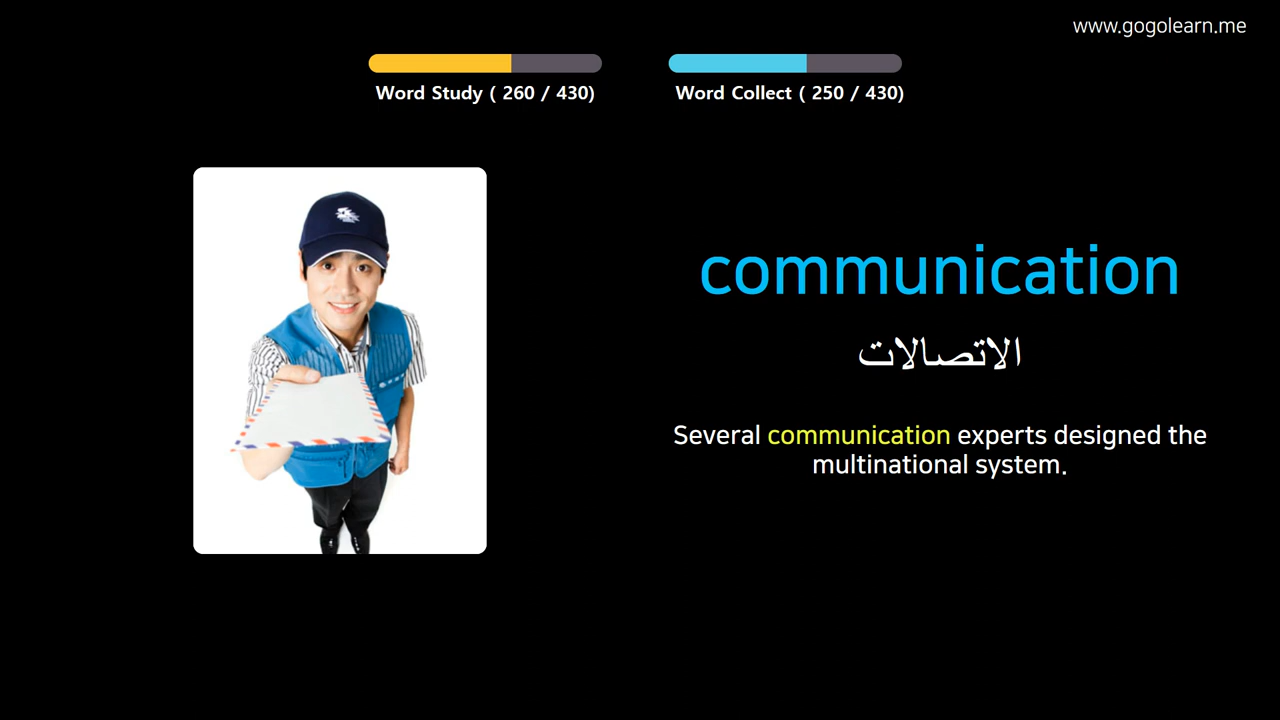 www.gogolearn.me
Word Study ( 260 / 430)
Word Collect ( 250 / 430)
communication
الاتصالات
Several communication experts designed the
multinational system.